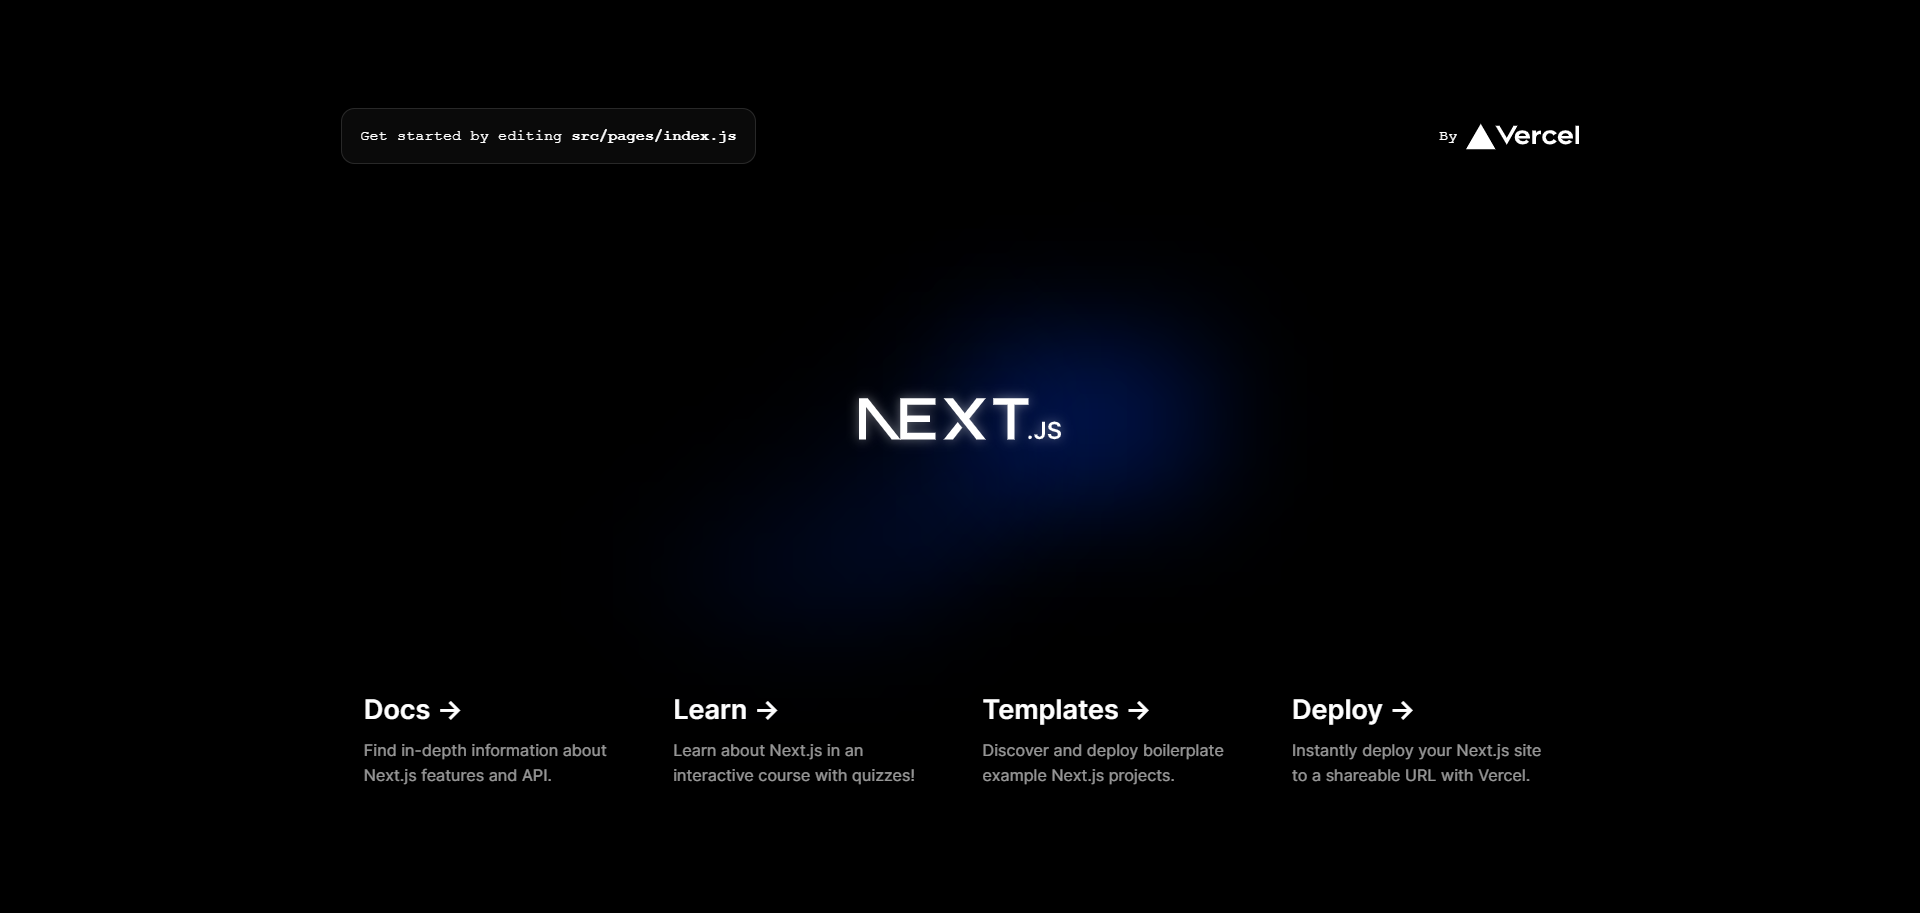 Get started by editing src/pages/index.js
By Vercel
NEXT.JS
Docs →
Find in-depth information about
Next.js features and API.
Learn →
Learn about Next.js in an
interactive course with quizzes!
Templates →
Discover and deploy boilerplate
example Next.js projects.
Deploy →
Instantly deploy your Next.js site
to a shareable URL with Vercel.